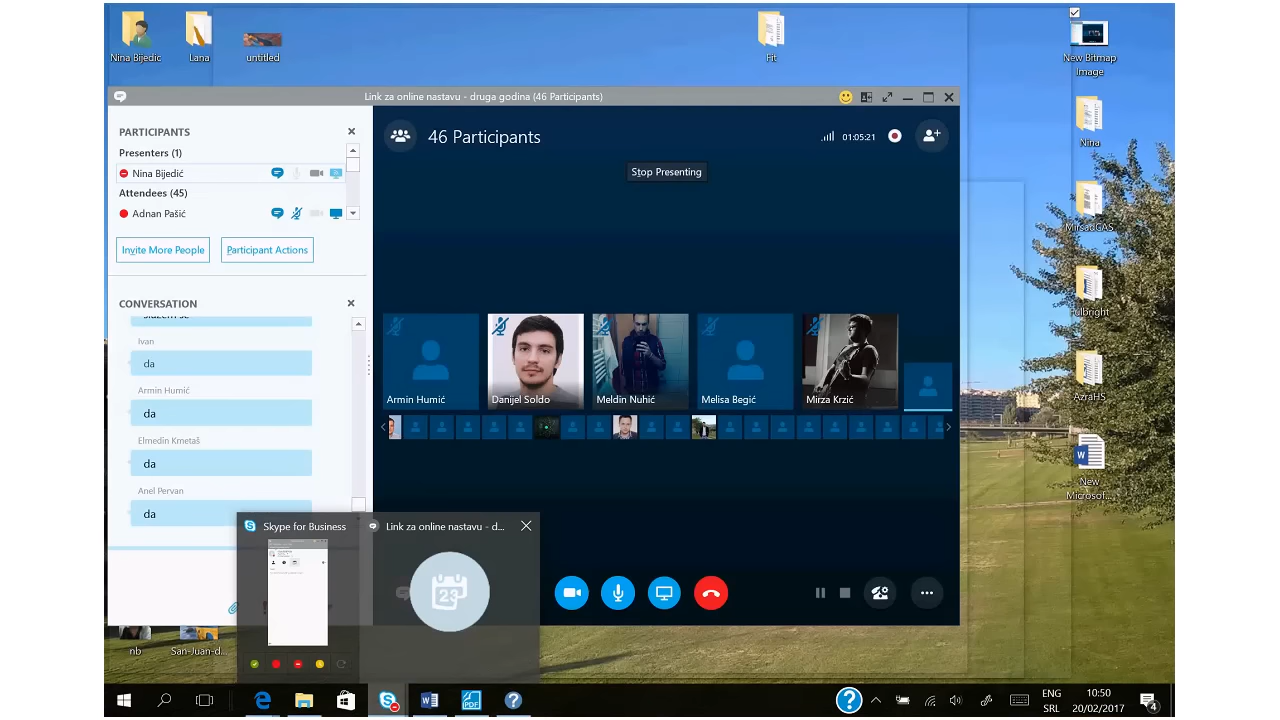 Nina Bijedic
Lana
untitled
Fit
New Bitmap
Image
Link za online nastavu - druga godina (46 Participants)
PARTICIPANTS
Presenters (1)
Nina Bijedić
Attendees (45)
Adnan Pašić
Invite More People
Participant Actions
46 Participants
01:05:21
Stop Presenting
Nina
MirsadGAS
CONVERSATION
slazem se
Ivan
da
Armin Humić
da
Elmedin Kmetaš
da
Anel Pervan
da
Armin Humić
Danijel Soldo
Meldin Nuhić
Melisa Begić
Mirza Krzić
AzraHS
New
Microsof...
Skype for Business
Link za online nastavu - d...
23
nb
San-Juan-d...
PDF
ENG
SRL
10:50
20/02/2017
4